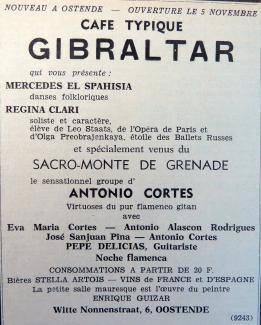 NOUVEAU A OSTENDE — OUVERTURE LE 5 NOVEMBRE
CAFE TYPIQUE
GIBRALTAR
qui vous présente :
MERCEDES EL SPAHISIA
danses folkloriques
REGINA CLARI
soliste et caractère,
élève de Leo Staats, de l'Opéra de Paris et
d'Olga Preobrajenkaya, étoile des Ballets Russes
et spécialement venus du
SACRO-MONTE DE GRENADE
le sensationnel groupe d'
ANTONIO CORTES
Virtuoses du pur flamenco gitan
avec
Eva Maria Cortes — Antonio Alascon Rodrigues
José Sanjuan Pina — Antonio Cortes
PEPE DELICIAS, Guitariste
Noche flamenca
CONSOMMATIONS A PARTIR DE 20 F.
Bières STELLA ARTOIS — VINS de FRANCE et D'ESPAGNE
La petite salle mauresque est l'œuvre du peintre
ENRIQUE GUIZAR
Witte Nonnenstraat, 6, OOSTENDE
(9243)